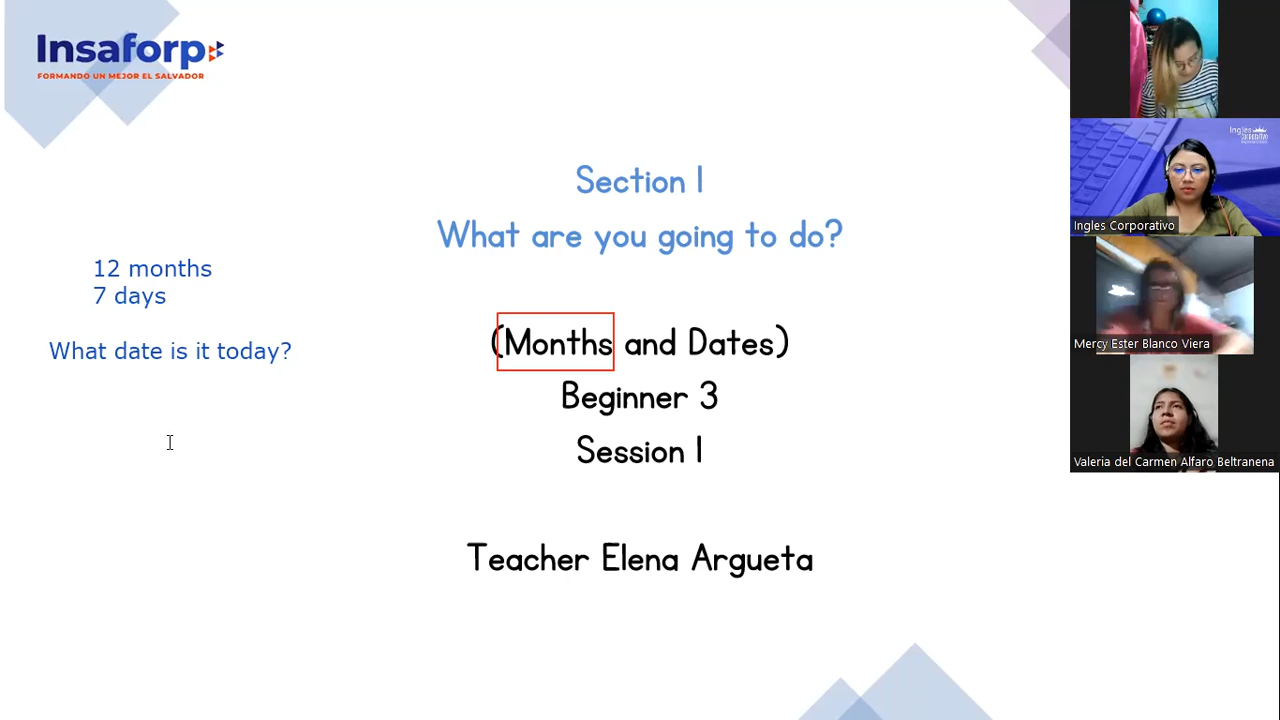 Insaforp
FORMANDO UN MEJOR EL SALVADOR
Section 1
What are you going to do?
12 months
7 days
What date is it today?
(Months and Dates)
Beginner 3
Session 1
Teacher Elena Argueta
Ingles Corporativo
Mercy Ester Blanco Viera
Valeria del Carmen Alfaro Beltranena